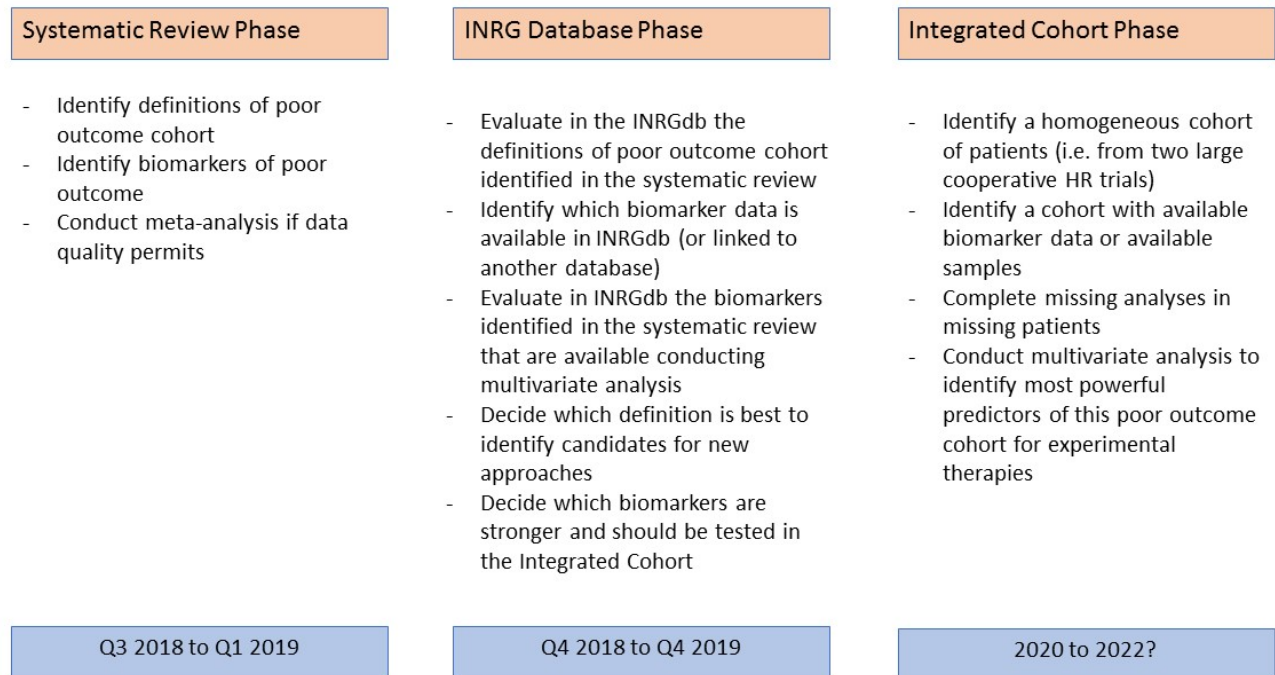 Systematic Review Phase
- Identify definitions of poor
outcome cohort
- Identify biomarkers of poor
outcome
- Conduct meta-analysis if data
quality permits
Q3 2018 to Q1 2019
INRG Database Phase
- Evaluate in the INRGdb the
definitions of poor outcome cohort
identified in the systematic review
- Identify which biomarker data is
available in INRGdb (or linked to
another database)
- Evaluate in INRGdb the biomarkers
identified in the systematic review
that are available conducting
multivariate analysis
- Decide which definition is best to
identify candidates for new
approaches
- Decide which biomarkers are
stronger and should be tested in
the Integrated Cohort
Q4 2018 to Q4 2019
Integrated Cohort Phase
- Identify a homogeneous cohort
of patients (i.e. from two large
cooperative HR trials)
- Identify a cohort with available
biomarker data or available
samples
- Complete missing analyses in
missing patients
- Conduct multivariate analysis to
identify most powerful
predictors of this poor outcome
cohort for experimental
therapies
2020 to 2022?